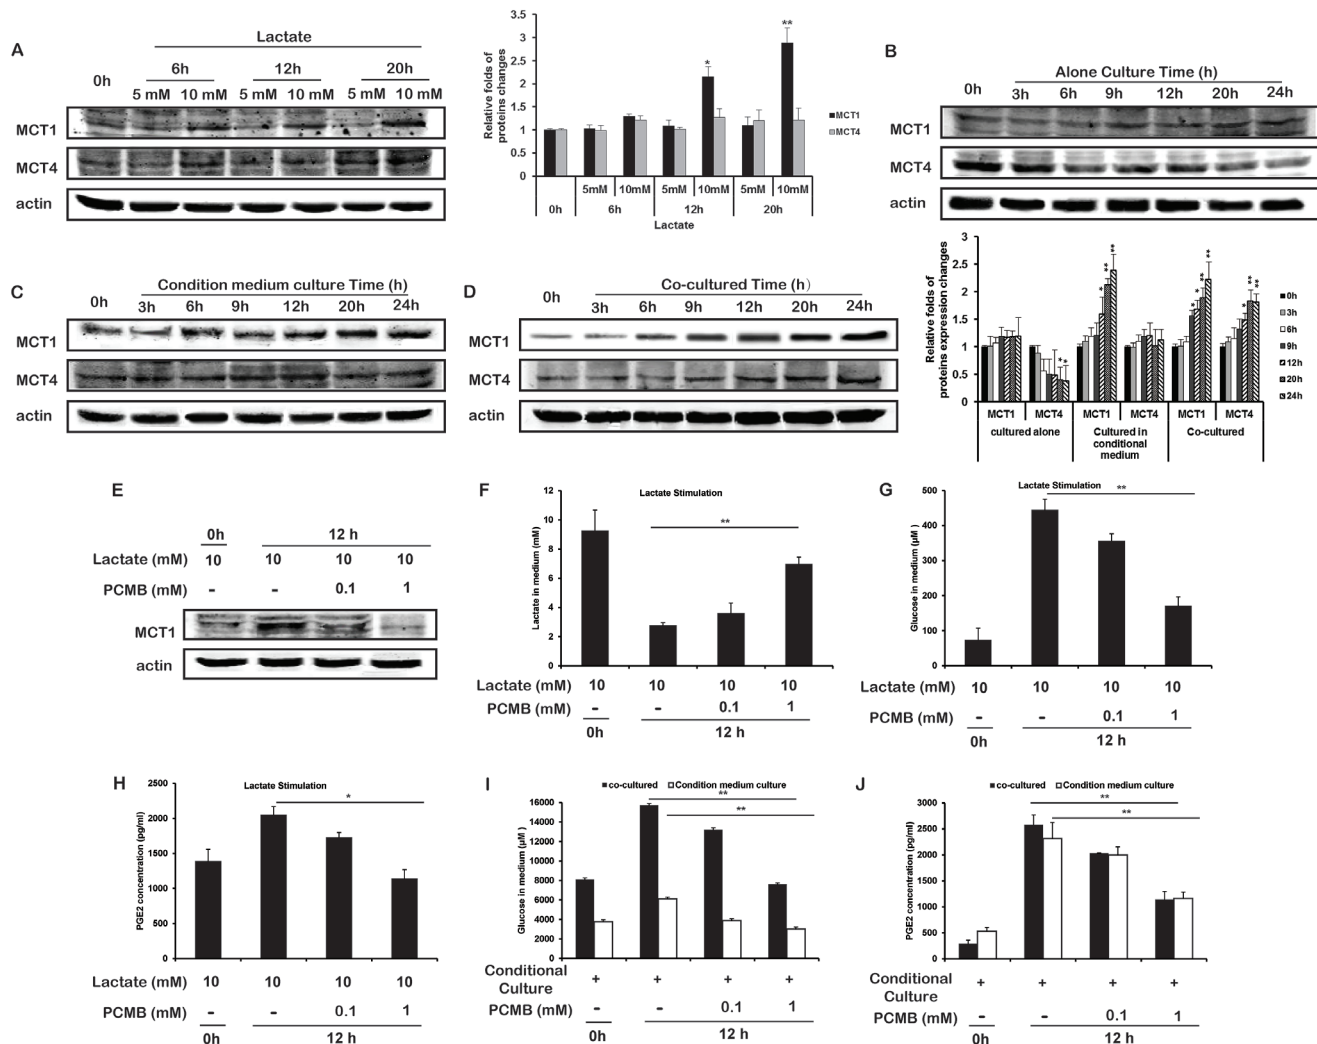 A
Lactate
0h
6h
12h
20h
5 mM 10 mM 5 mM 10 mM 5 mM 10 mM
MCT1
MCT4
actin
Relative folds of
proteins changes
3.5
3
2.5
2
1.5
1
0.5
0
*
**
MCT1
MCT4
5mM 10mM 5mM 10mM 5mM 10mM
0h 6h 12h 20h
Lactate
B
Alone Culture Time (h)
0h 3h 6h 9h 12h 20h 24h
MCT1
MCT4
actin
C
Condition medium culture Time (h)
0h 3h 6h 9h 12h 20h 24h
MCT1
MCT4
actin
D
Co-cultured Time (h)
0h 3h 6h 9h 12h 20h 24h
MCT1
MCT4
actin
Relative folds of
proteins expression changes
3
2.5
2
1.5
1
0.5
0
* * * ** ** * * ** ** * ** **
0h
3h
6h
9h
12h
20h
24h
MCT1 MCT4 MCT1 MCT4 MCT1 MCT4
cultured alone Cultured in Co-cultured
conditional
medium
E
0h 12 h
Lactate (mM) 10 10 10 10
PCMB (mM) - - 0.1 1
MCT1
actin
F
Lactate Stimulation
Lactate in medium (mM)
12
10
8
6
4
2
0
**
Lactate (mM) 10 10 10 10
PCMB (mM) - - 0.1 1
0h 12 h
G
Lactate Stimulation
Glucose in medium (μM)
500
400
300
200
100
0
**
Lactate (mM) 10 10 10 10
PCMB (mM) - - 0.1 1
0h 12 h
H
Lactate Stimulation
PGE2 concentration (pg/ml)
2500
2000
1500
1000
500
0
*
Lactate (mM) 10 10 10 10
PCMB (mM) - - 0.1 1
0h 12 h
I
co-cultured Condition medium culture
Glucose in medium (μM )
16000
14000
12000
10000
8000
6000
4000
2000
0
**
**
Conditional + + + +
Culture
PCMB (mM) - - 0.1 1
0h 12 h
J
co-cultured Condition medium culture
PGE2 concentration (pg/ml)
3000
2500
2000
1500
1000
500
0
**
**
Conditional + + + +
Culture
PCMB (mM) - - 0.1 1
0h 12 h